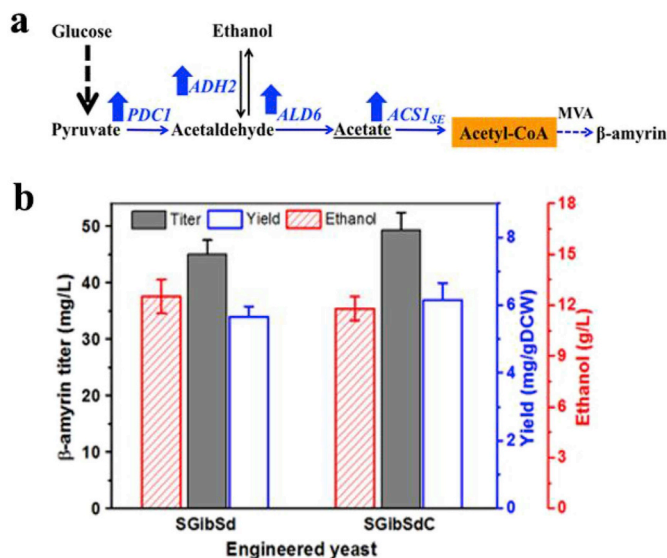 a
Glucose
Ethanol
ADH2
PDC1
ALD6
ACS1SE
MVA
Pyruvate
Acetaldehyde
Acetate
Acetyl-CoA
β-amyrin
b
Titer
Yield
Ethanol
50
40
30
20
10
0
β-amyrin titer (mg/L)
8
6
4
2
0
Yield (mg/gDCW)
18
15
12
9
6
3
0
Ethanol (g/L)
SGibSd
SGibSdC
Engineered yeast